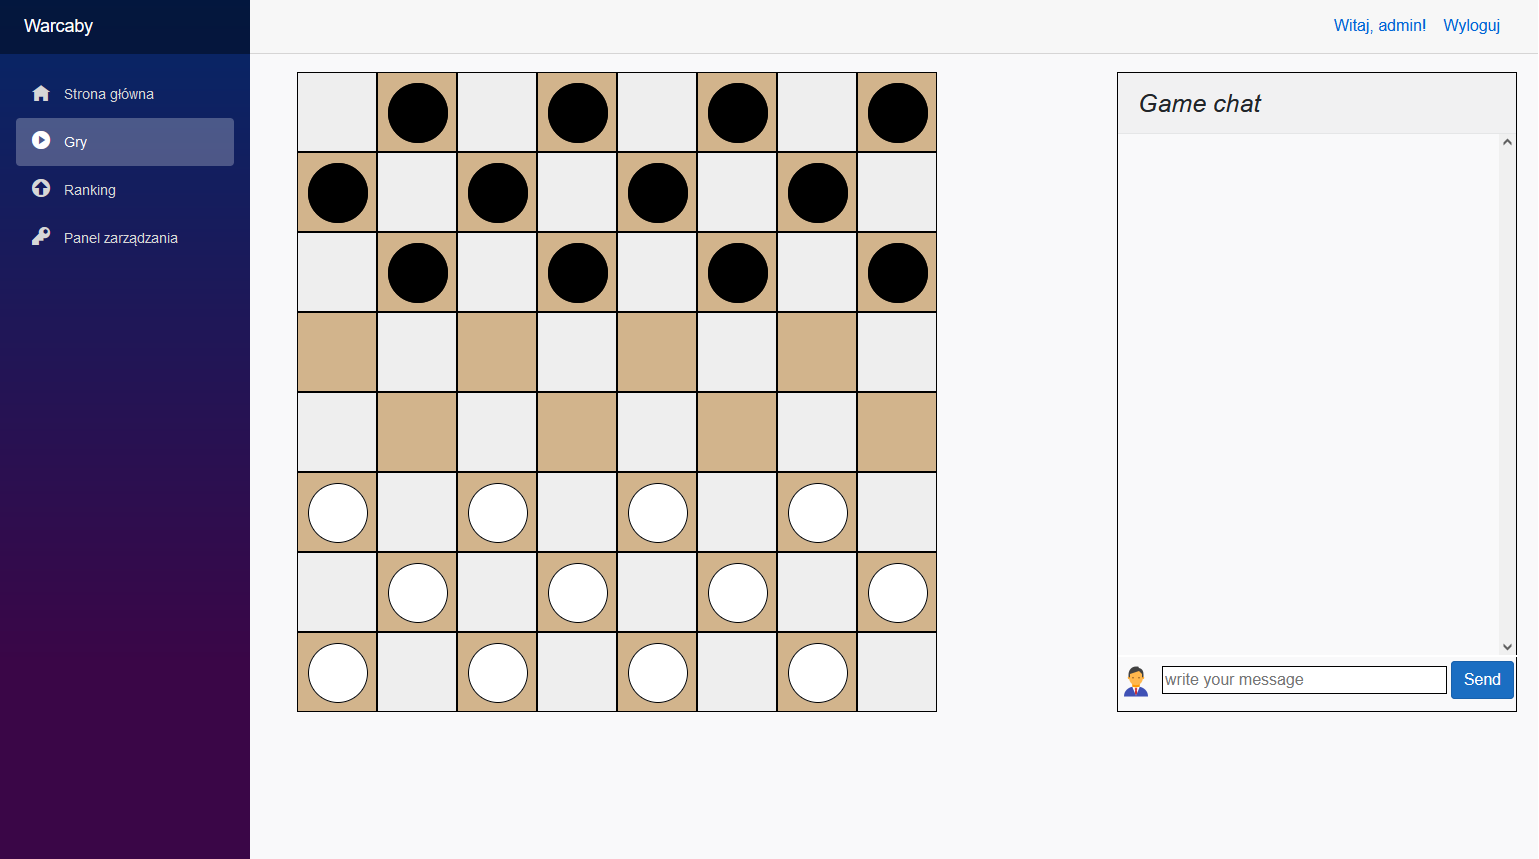 Warcaby
Witaj, admin! Wyloguj
Strona główna
Gry
Ranking
Panel zarządzania
Game chat
write your message
Send